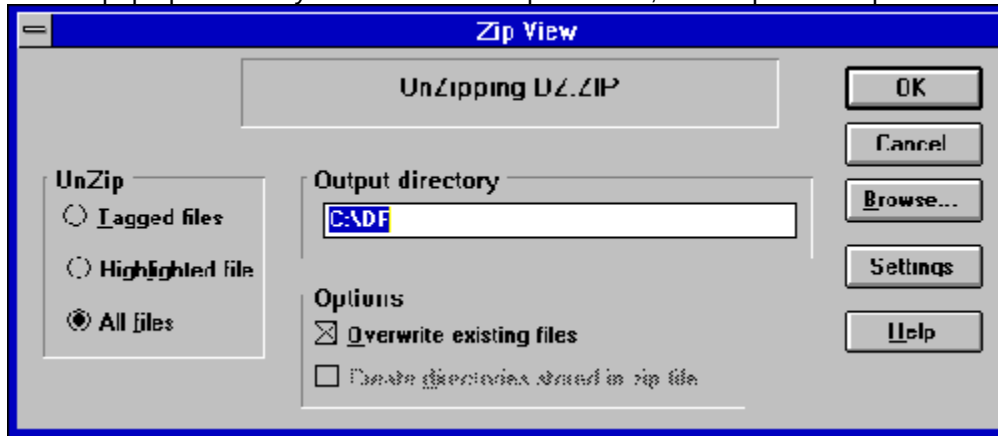 Zip View
UnZipping DZ.ZIP
OK
Cancel
UnZip
Output directory
Browse...
Tagged files
C:\DF
Highlighted file
Settings
Options
All files
Overwrite existing files
Help
Create directories stored in zip file